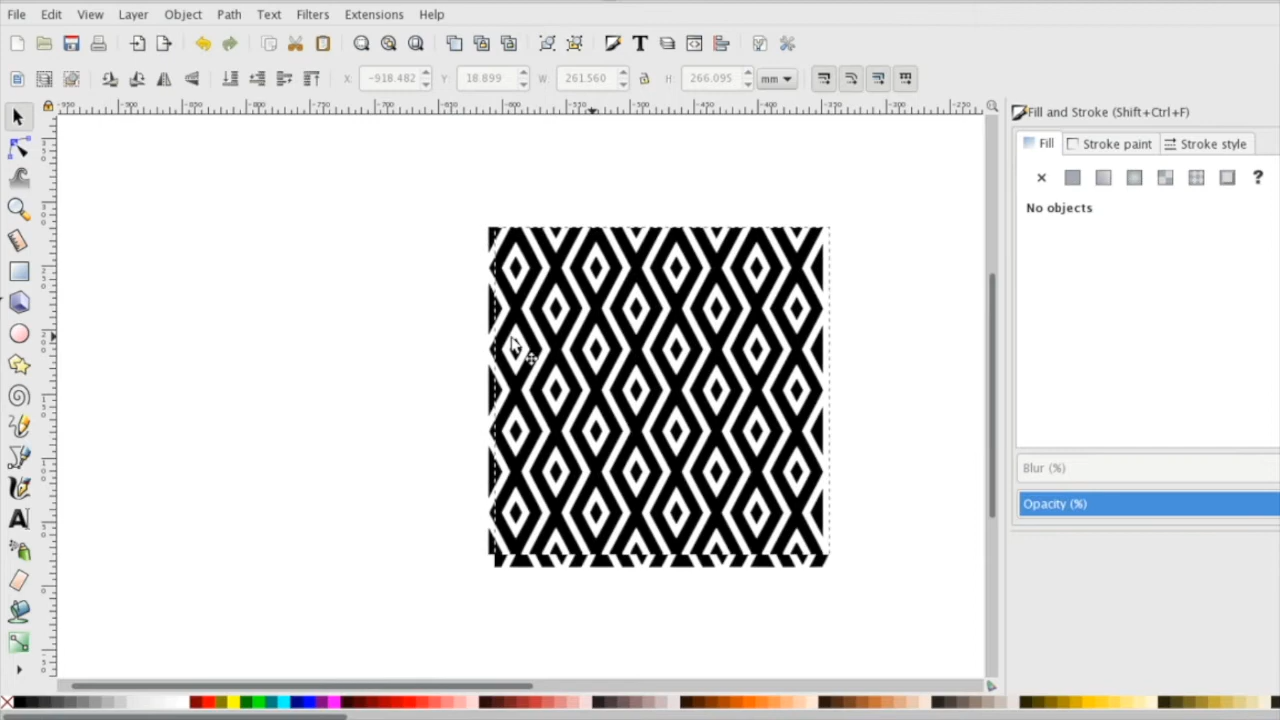 File Edit View Layer Object Path Text Filters Extensions Help
X: -918.482 Y: 18.899 W 261.560 H: 266.095 mm
Fill and Stroke (Shift+Ctrl+F)
Fill Stroke paint Stroke style
No objects
Blur (%)
Opacity (%)